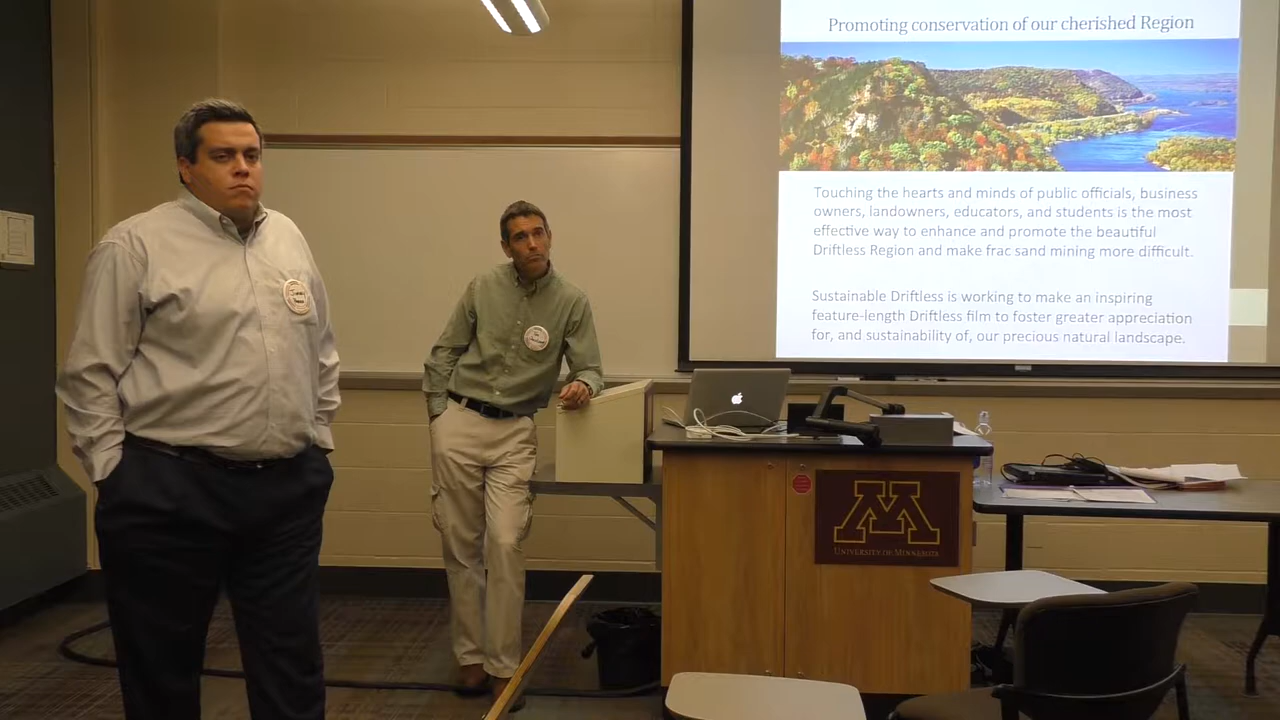 Promoting conservation of our cherished Region
Touching the hearts and minds of public officials, business
owners, landowners, educators, and students is the most
effective way to enhance and promote the beautiful
Driftless Region and make frac sand mining more difficult.
Sustainable Driftless is working to make an inspiring
feature-length Driftless film to foster greater appreciation
for, and sustainability of, our precious natural landscape.
M
UNIVERSITY OF MINNESOTA